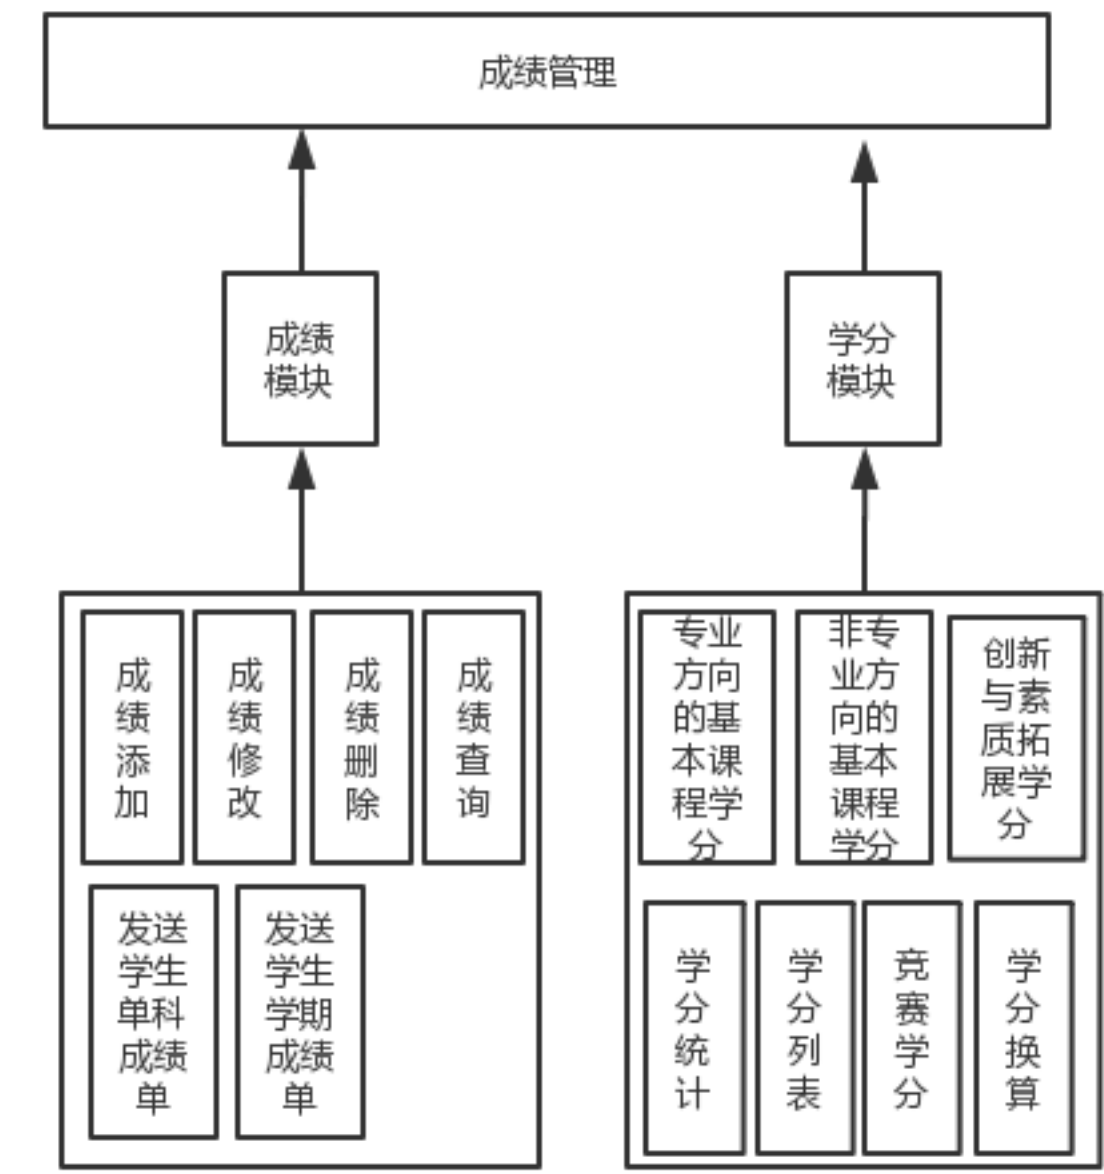 成绩管理
成绩
模块
学分
模块
成
绩
添
加
成
绩
修
改
成
绩
删
除
成
绩
查
询
发送
学生
单科
成绩
单
发送
学生
学期
成绩
单
专业
方向
的基
本课
程学
分
非专
业方
向的
基本
课程
学分
创新
与素
质拓
展学
分
学
分
统
计
学
分
列
表
竞
赛
学
分
学
分
换
算